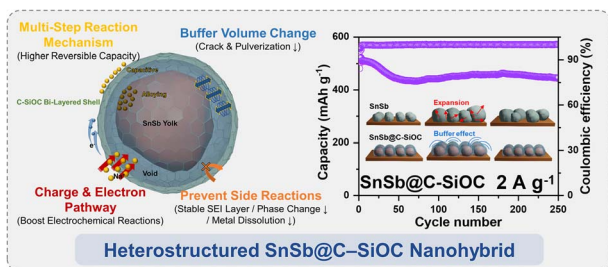 Multi-Step Reaction
Mechanism
(Higher Reversible Capacity)
Buffer Volume Change
(Crack & Pulverization ↓)
C-SiOC Bi-Layered Shell
Capacitive
Alloying
SnSb Yolk
Void
e⁻
Na⁺
Charge & Electron
Pathway
(Boost Electrochemical Reactions)
Prevent Side Reactions
(Stable SEI Layer / Phase Change ↓
/ Metal Dissolution ↓)
Capacity (mAh g⁻¹)
600
400
200
0
Coulombic efficiency (%)
90
60
30
0
SnSb
Expansion
SnSb@C-SiOC
Buffer effect
SnSb@C-SiOC 2 A g⁻¹
0 50 100 150 200 250
Cycle number
Heterostructured SnSb@C–SiOC Nanohybrid